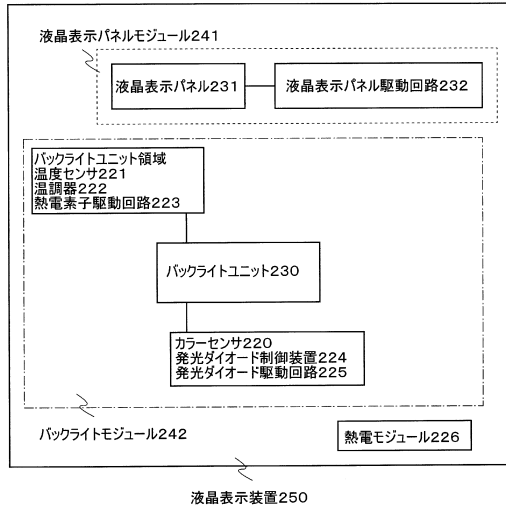 液晶表示パネルモジュール241
液晶表示パネル231
液晶表示パネル駆動回路232
バックライトユニット領域
温度センサ221
温調器222
熱電素子駆動回路223
バックライトユニット230
カラーセンサ220
発光ダイオード制御装置224
発光ダイオード駆動回路225
バックライトモジュール242
熱電モジュール226
液晶表示装置250